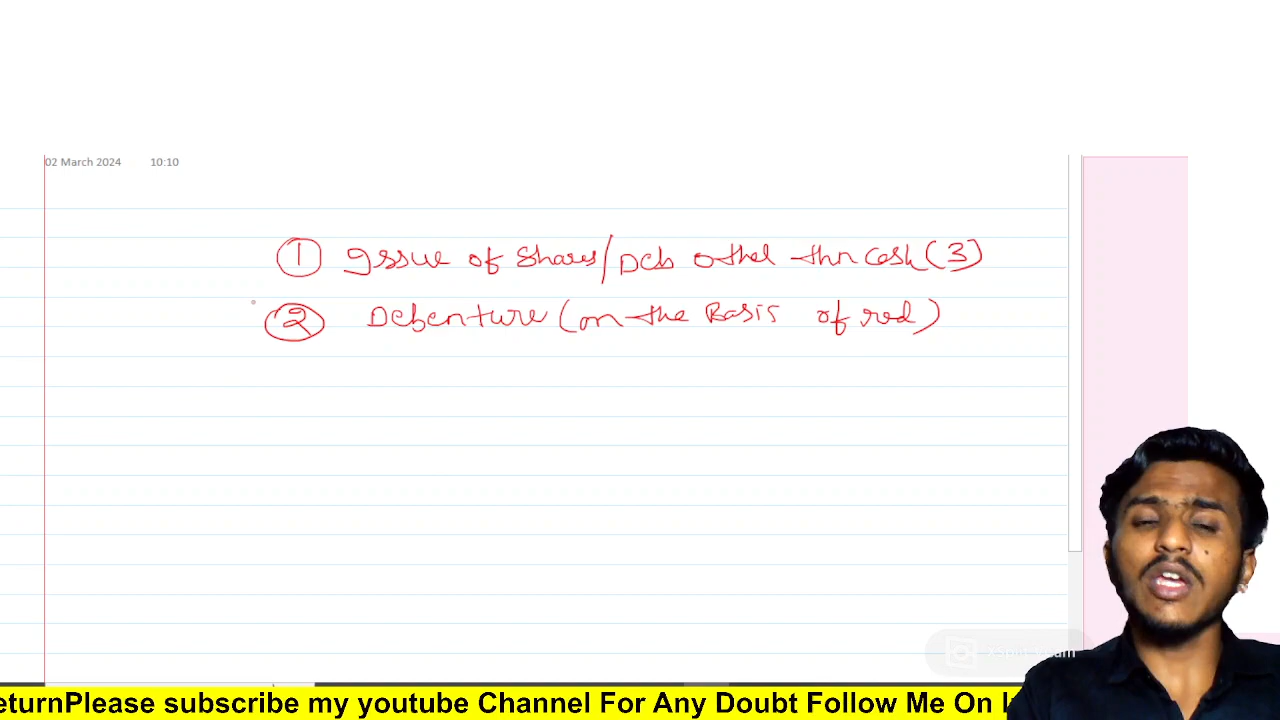 02 March 2024 10:10
① Issue of Shares/Deb other thn Cash (3)
② Debenture (on the Basis of red)
eturnPlease subscribe my youtube Channel For Any Doubt Follow Me On